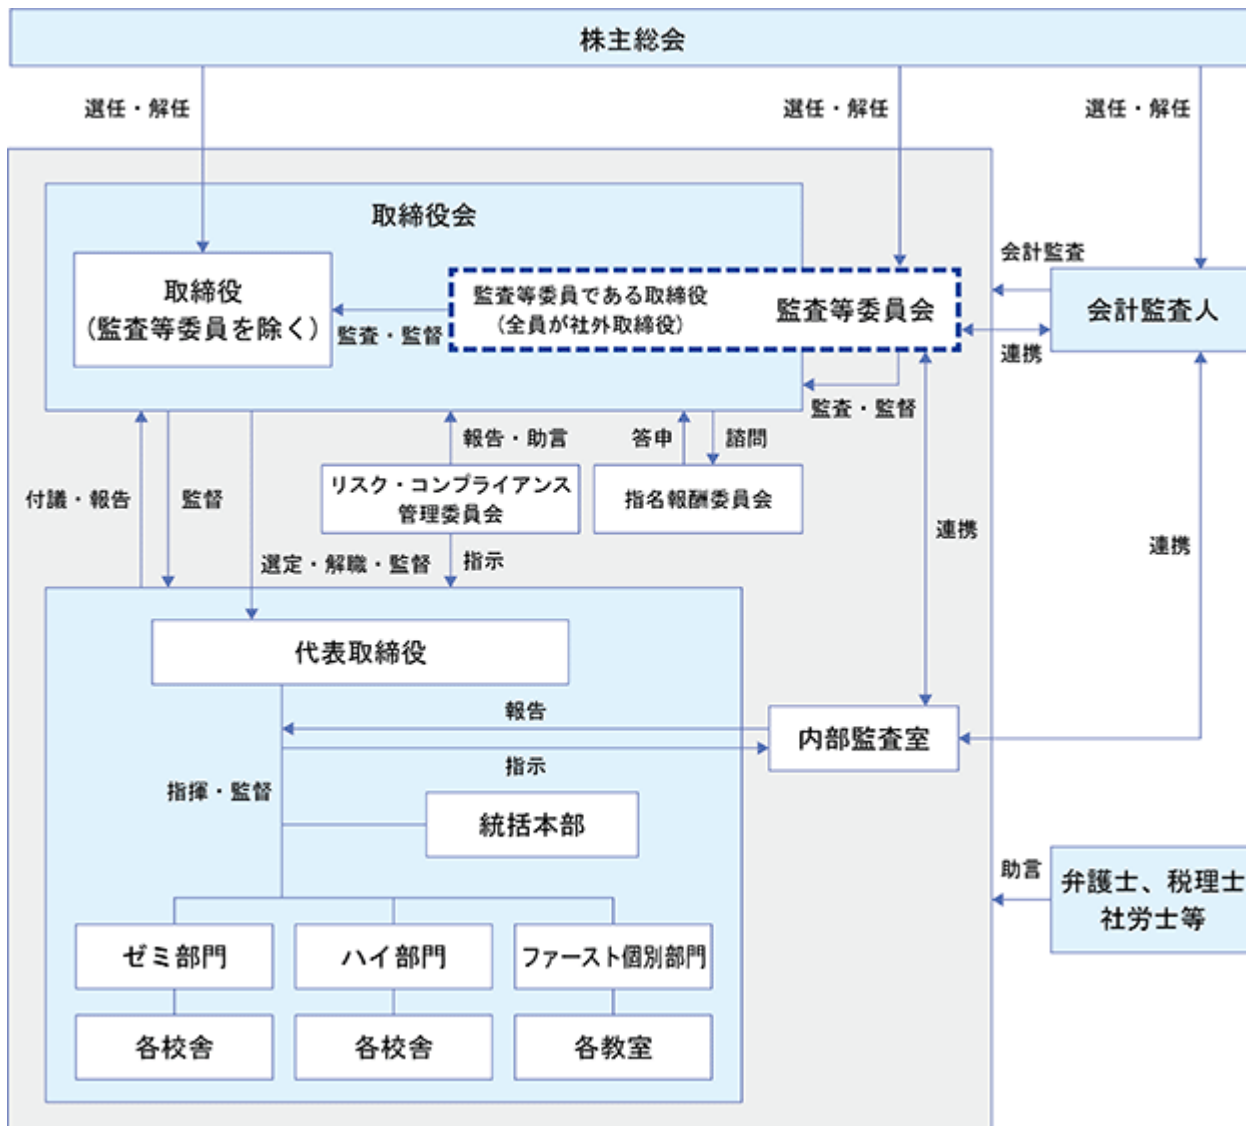 株主総会
選任・解任
選任・解任
選任・解任
取締役会
取締役
(監査等委員を除く)
監査・監督
監査等委員である取締役
(全員が社外取締役)
監査等委員会
会計監査
会計監査人
連携
監査・監督
報告・助言
答申
諮問
付議・報告
監督
リスク・コンプライアンス
管理委員会
指名報酬委員会
選定・解職・監督
指示
連携
連携
代表取締役
報告
内部監査室
指示
指揮・監督
統括本部
助言
弁護士、税理士
社労士等
ゼミ部門
ハイ部門
ファースト個別部門
各校舎
各校舎
各教室